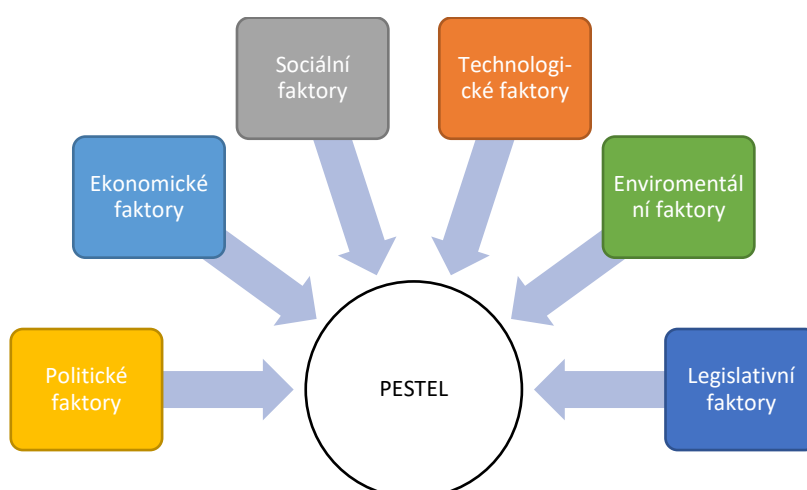 Sociální
faktory
Technologi-
cké faktory
Ekonomické
faktory
Enviromentál
ní faktory
Politické
faktory
PESTEL
Legislativní
faktory